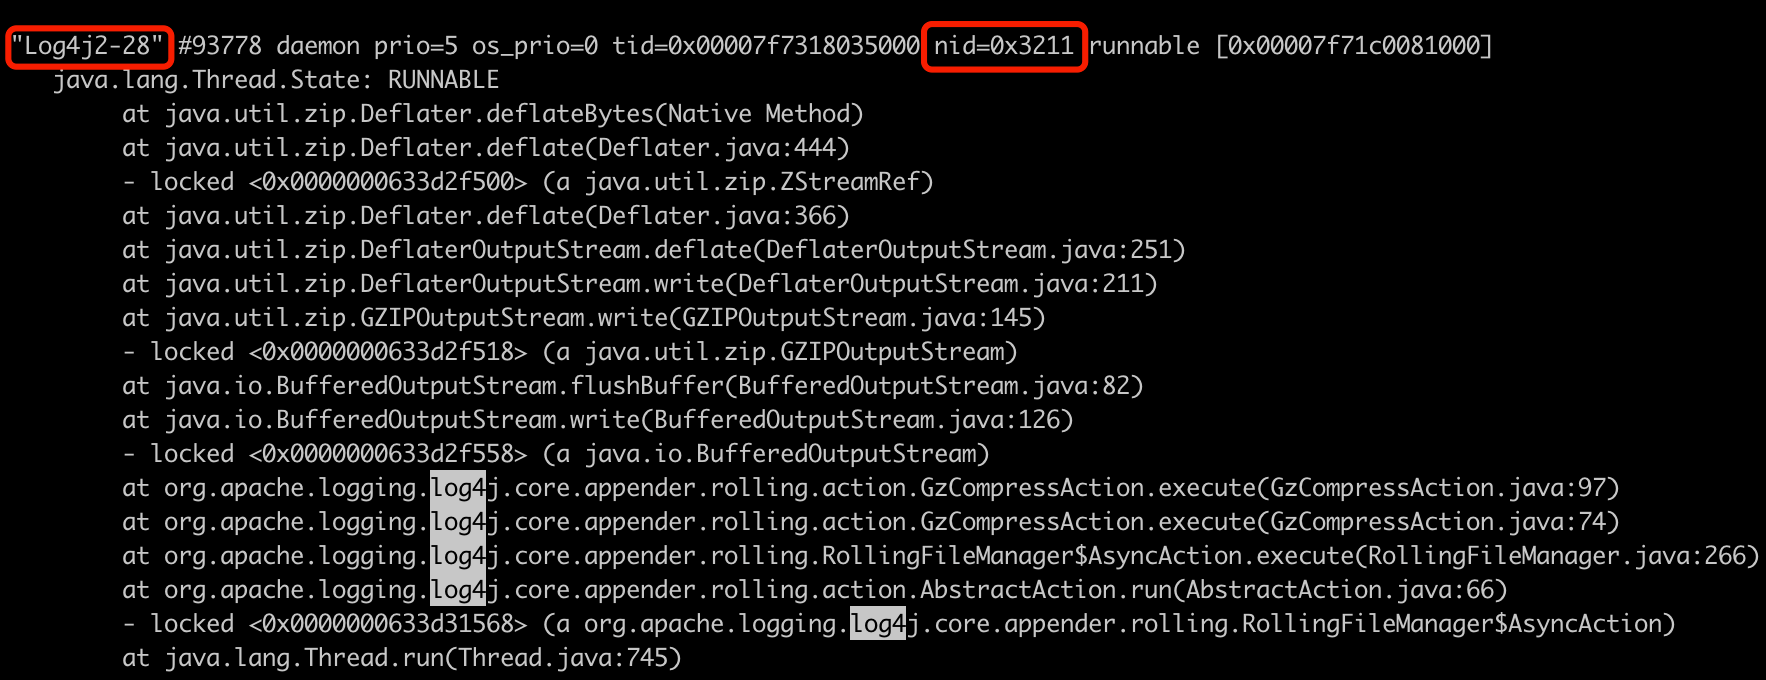 "Log4j2-28" #93778 daemon prio=5 os_prio=0 tid=0x00007f7318035000 nid=0x3211 runnable [0x00007f71c0081000]
java.lang.Thread.State: RUNNABLE
at java.util.zip.Deflater.deflateBytes(Native Method)
at java.util.zip.Deflater.deflate(Deflater.java:444)
- locked <0x0000000633d2f500> (a java.util.zip.ZStreamRef)
at java.util.zip.Deflater.deflate(Deflater.java:366)
at java.util.zip.DeflaterOutputStream.deflate(DeflaterOutputStream.java:251)
at java.util.zip.DeflaterOutputStream.write(DeflaterOutputStream.java:211)
at java.util.zip.GZIPOutputStream.write(GZIPOutputStream.java:145)
- locked <0x0000000633d2f518> (a java.util.zip.GZIPOutputStream)
at java.io.BufferedOutputStream.flushBuffer(BufferedOutputStream.java:82)
at java.io.BufferedOutputStream.write(BufferedOutputStream.java:126)
- locked <0x0000000633d2f558> (a java.io.BufferedOutputStream)
at org.apache.logging.log4j.core.appender.rolling.action.GzCompressAction.execute(GzCompressAction.java:97)
at org.apache.logging.log4j.core.appender.rolling.action.GzCompressAction.execute(GzCompressAction.java:74)
at org.apache.logging.log4j.core.appender.rolling.RollingFileManager$AsyncAction.execute(RollingFileManager.java:266)
at org.apache.logging.log4j.core.appender.rolling.action.AbstractAction.run(AbstractAction.java:66)
- locked <0x0000000633d31568> (a org.apache.logging.log4j.core.appender.rolling.RollingFileManager$AsyncAction)
at java.lang.Thread.run(Thread.java:745)